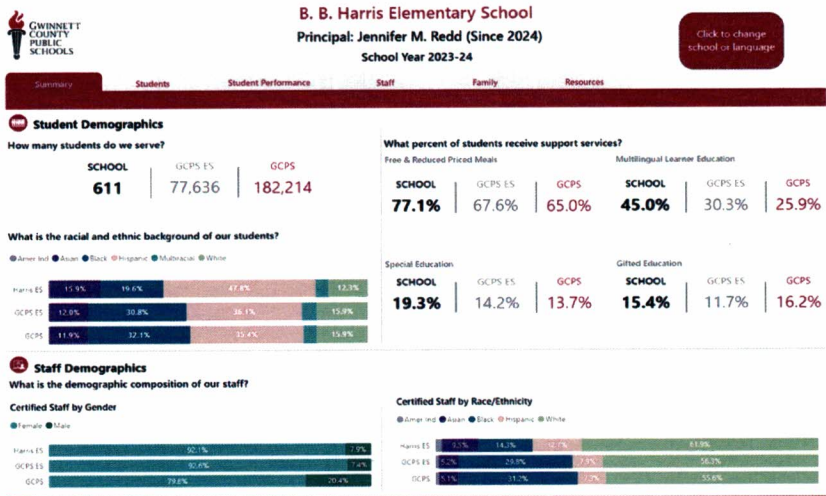 GWINNETT
COUNTY
PUBLIC
SCHOOLS
B. B. Harris Elementary School
Principal: Jennifer M. Redd (Since 2024)
School Year 2023-24
Click to change
school or language
Summary Students Student Performance Staff Family Resources
Student Demographics
How many students do we serve?
SCHOOL GCPS ES GCPS
611 77,636 182,214
What is the racial and ethnic background of our students?
Amer Ind Asian Black Hispanic Multiracial White
Harris ES 15.9% 19.6% 47.8% 12.3%
GCPS ES 12.0% 30.8% 36.1% 15.9%
GCPS 11.9% 32.1% 35.4% 15.9%
What percent of students receive support services?
Free & Reduced Priced Meals
SCHOOL GCPS ES GCPS
77.1% 67.6% 65.0%
Multilingual Learner Education
SCHOOL GCPS ES GCPS
45.0% 30.3% 25.9%
Special Education
SCHOOL GCPS ES GCPS
19.3% 14.2% 13.7%
Gifted Education
SCHOOL GCPS ES GCPS
15.4% 11.7% 16.2%
Staff Demographics
What is the demographic composition of our staff?
Certified Staff by Gender
Female Male
Harris ES 92.1% 7.9%
GCPS ES 92.6% 7.4%
GCPS 79.6% 20.4%
Certified Staff by Race/Ethnicity
Amer Ind Asian Black Hispanic White
Harris ES 14.3% 61.9%
GCPS ES 5.2% 29.8% 7.9% 56.3%
GCPS 5.1% 31.2% 7.3% 55.6%